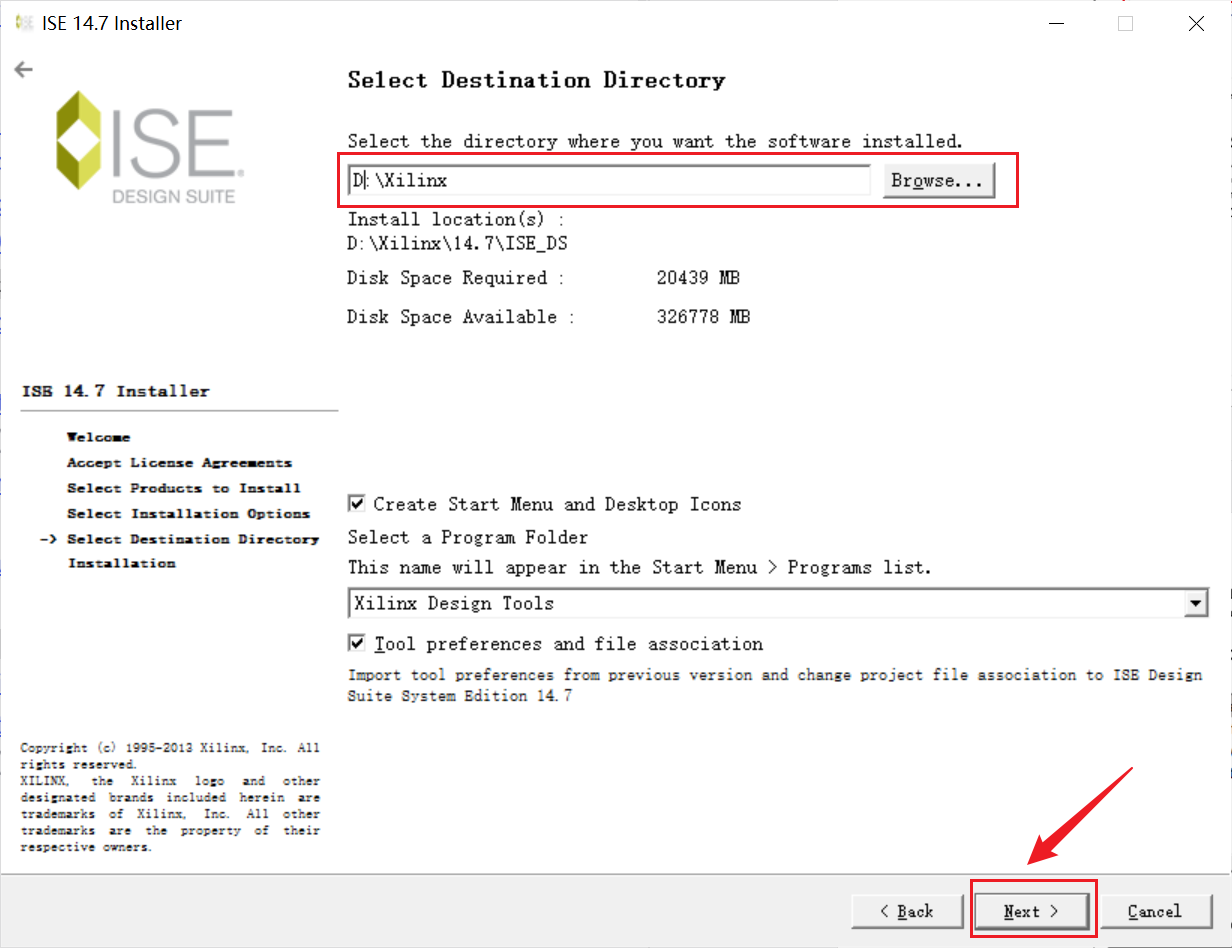 ISE 14.7 Installer
ISE
DESIGN SUITE
Select Destination Directory
Select the directory where you want the software installed.
D:\Xilinx
Browse...
Install location(s) :
D:\Xilinx\14.7\ISE_DS
Disk Space Required : 20439 MB
Disk Space Available : 326778 MB
ISE 14.7 Installer
Welcome
Accept License Agreements
Select Products to Install
Select Installation Options
-> Select Destination Directory
Installation
Create Start Menu and Desktop Icons
Select a Program Folder
This name will appear in the Start Menu > Programs list.
Xilinx Design Tools
Tool preferences and file association
Import tool preferences from previous version and change project file association to ISE Design
Suite System Edition 14.7
Copyright (c) 1995-2013 Xilinx, Inc. All
rights reserved.
XILINX, the Xilinx logo and other
designated brands included herein are
trademarks of Xilinx, Inc. All other
trademarks are the property of their
respective owners.
< Back
Next >
Cancel